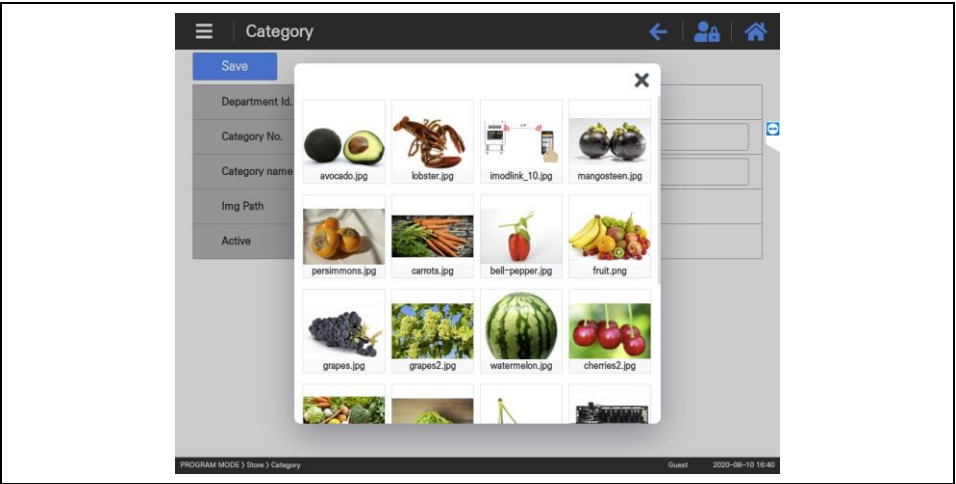 Category
Save
Department Id.
Category No.
Category name
Img Path
Active
avocado.jpg
lobster.jpg
imodlink_10.jpg
mangosteen.jpg
persimmons.jpg
carrots.jpg
bell-pepper.jpg
fruit.png
grapes.jpg
grapes2.jpg
watermelon.jpg
cherries2.jpg
PROGRAM MODE ⟩ Store ⟩ Category
Guest
2020-08-10 16:40